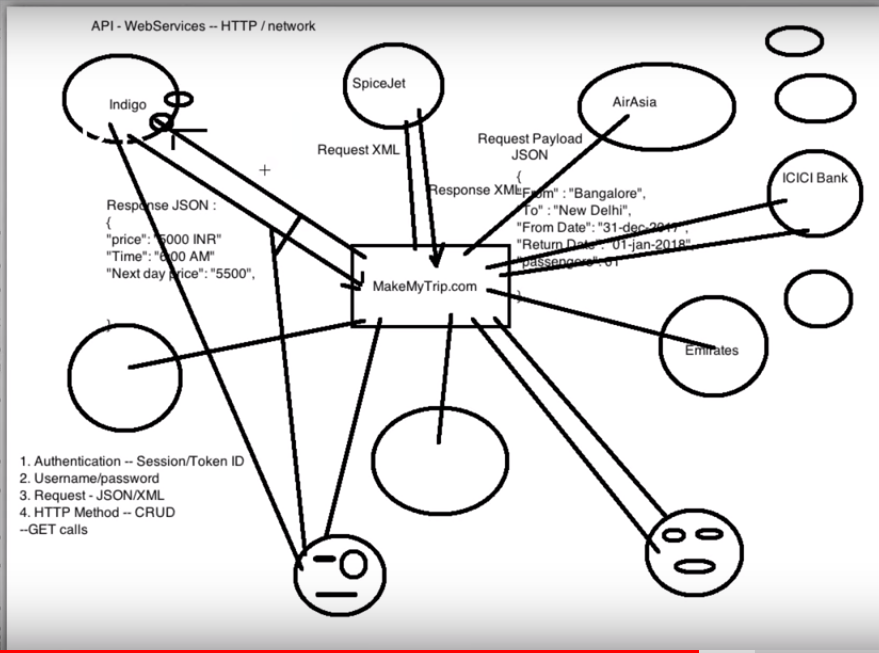 API - WebServices -- HTTP / network
Indigo
SpiceJet
AirAsia
ICICI Bank
Request XML
Response XML
Request Payload
JSON
{
"From" : "Bangalore",
"To" : "New Delhi",
"From Date" : "31-dec-2017",
"Return Date" : "01-jan-2018",
"passengers": 01
}
Response JSON :
{
"price": "5000 INR"
"Time": "6:00 AM"
"Next day price": "5500",
}
MakeMyTrip.com
Emirates
1. Authentication -- Session/Token ID
2. Username/password
3. Request - JSON/XML
4. HTTP Method -- CRUD
--GET calls